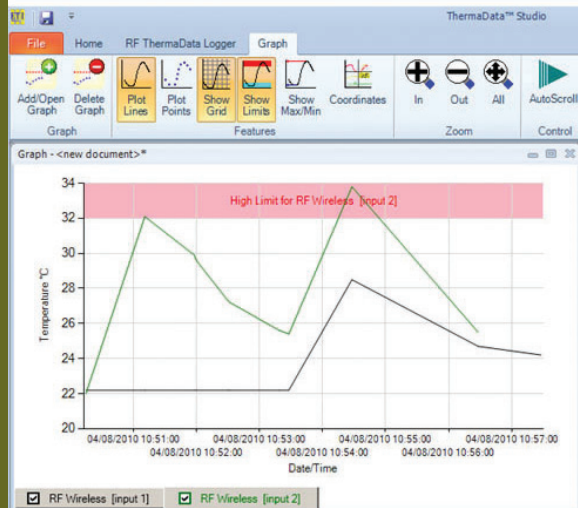 ETI
ThermaData™ Studio
File Home RF ThermaData Logger Graph
Add/Open Graph
Delete Graph
Plot Lines
Plot Points
Show Grid
Show Limits
Show Max/Min
Coordinates
In
Out
All
AutoScroll
Graph
Features
Zoom
Control
Graph - <new document>*
High Limit for RF Wireless [input 2]
34
32
30
28
26
24
22
20
Temperature °C
04/08/2010 10:51:00 04/08/2010 10:53:00 04/08/2010 10:55:00 04/08/2010 10:57:00
04/08/2010 10:52:00 04/08/2010 10:54:00 04/08/2010 10:56:00
Date/Time
RF Wireless [input 1] RF Wireless [input 2]